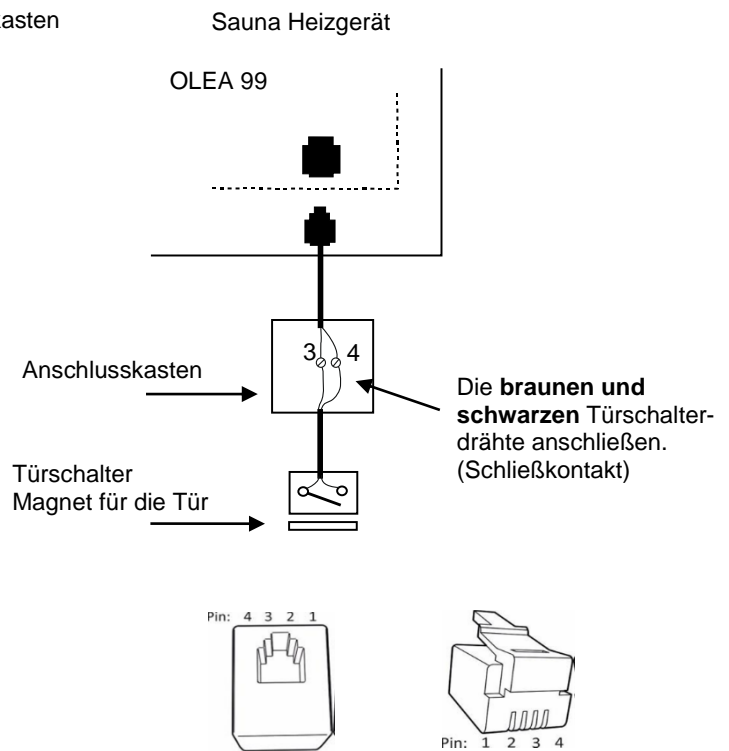 asten
Sauna Heizgerät
OLEA 99
3 4
Anschlusskasten
Die braunen und
schwarzen Türschalter-
drähte anschließen.
(Schließkontakt)
Türschalter
Magnet für die Tür
Pin: 4 3 2 1
Pin: 1 2 3 4